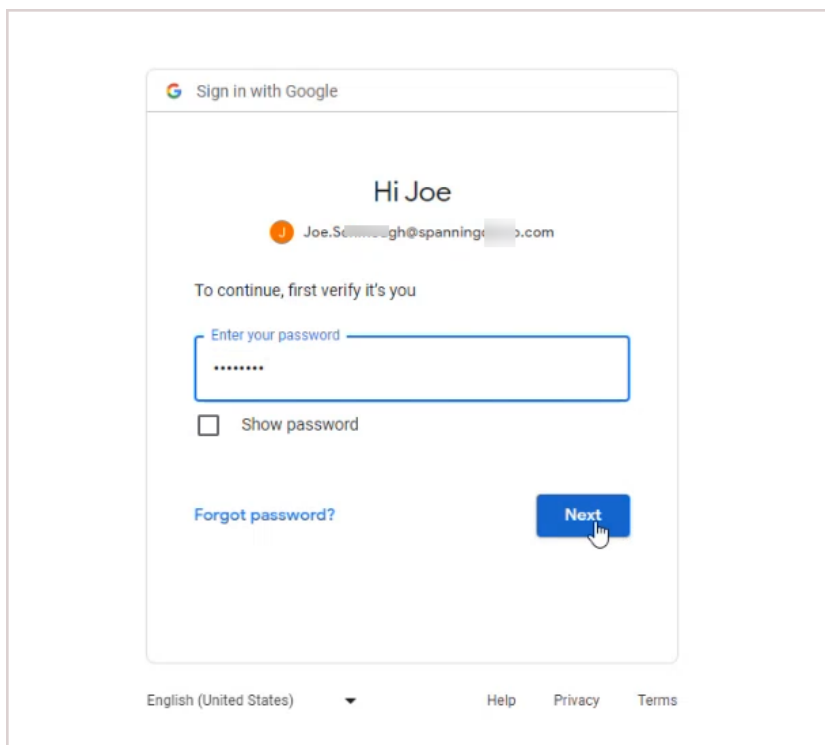 Sign in with Google
Hi Joe
J
To continue, first verify it's you
Enter your password
••••••••
Show password
Forgot password?
Next
English (United States)
Help Privacy Terms